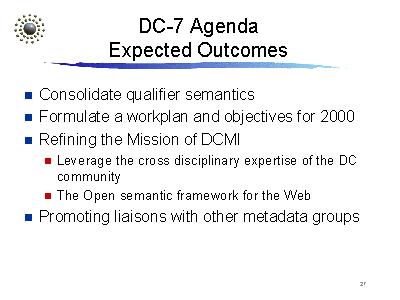 DC-7 Agenda
Expected Outcomes
Consolidate qualifier semantics
Formulate a workplan and objectives for 2000
Refining the Mission of DCMI
Leverage the cross disciplinary expertise of the DC
community
The Open semantic framework for the Web
Promoting liaisons with other metadata groups
27